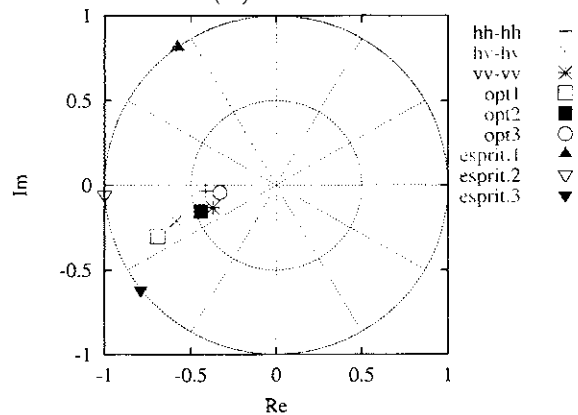 hh-hh
hv-hv
vv-vv
opt1
opt2
opt3
esprit.1
esprit.2
esprit.3
1
0.5
0
-0.5
-1
Im
-1
-0.5
0
0.5
1
Re